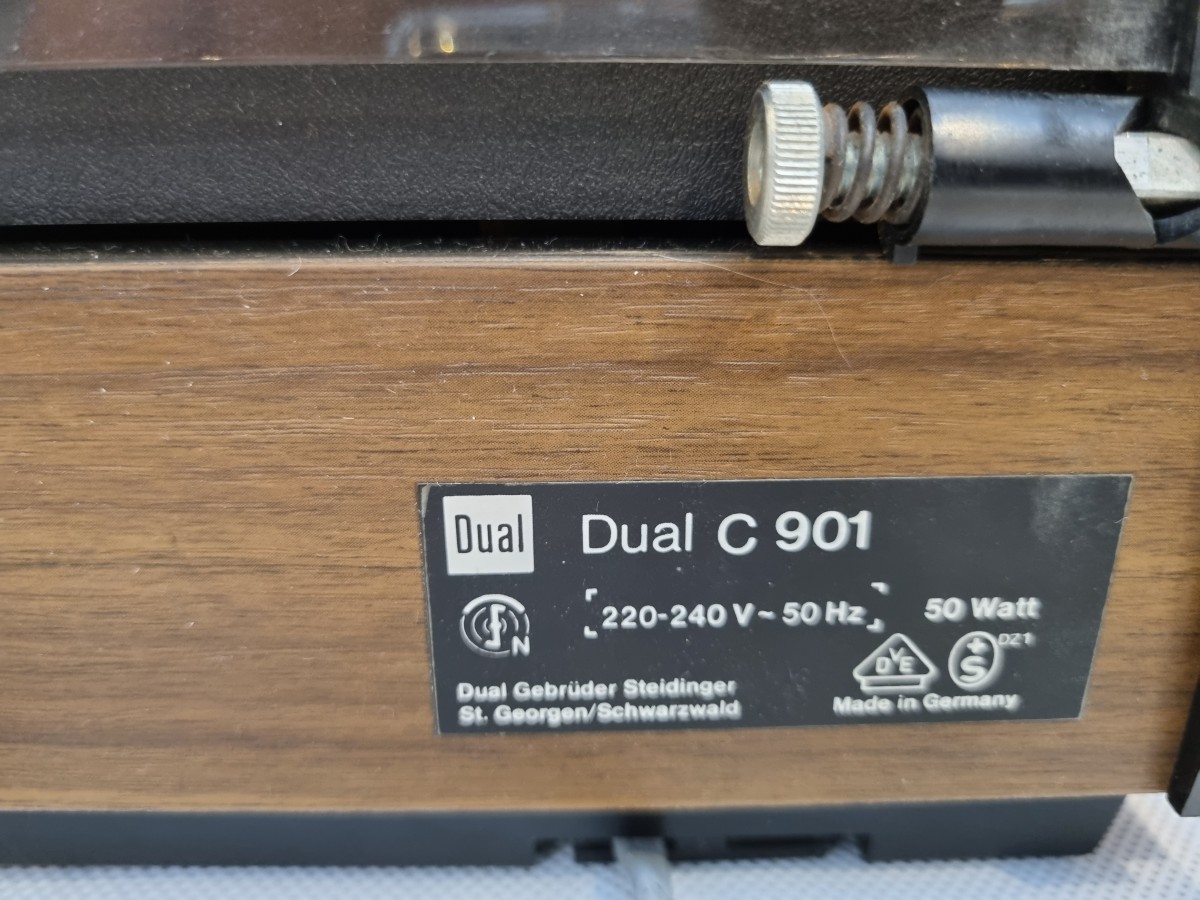 Dual
Dual C 901
220-240 V~ 50 Hz 50 Watt
N
DVE
+S
DZ1
Dual Gebrüder Steidinger
St. Georgen/Schwarzwald
Made in Germany